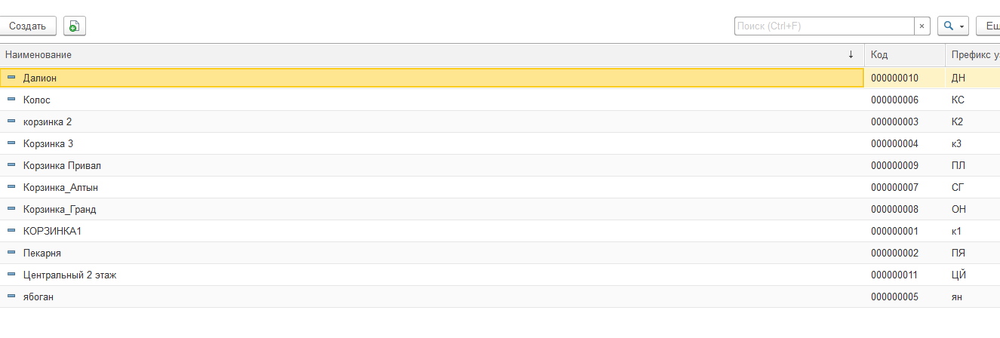 Создать Поиск (Ctrl+F) × Ещ
Наименование ↓ Код Префикс уз
Далион 000000010 ДН
Колос 000000006 КС
корзинка 2 000000003 К2
Корзинка 3 000000004 к3
Корзинка Привал 000000009 ПЛ
Корзинка_Алтын 000000007 СГ
Корзинка_Гранд 000000008 ОН
КОРЗИНКА1 000000001 к1
Пекарня 000000002 ПЯ
Центральный 2 этаж 000000011 ЦЙ
ябоган 000000005 ян